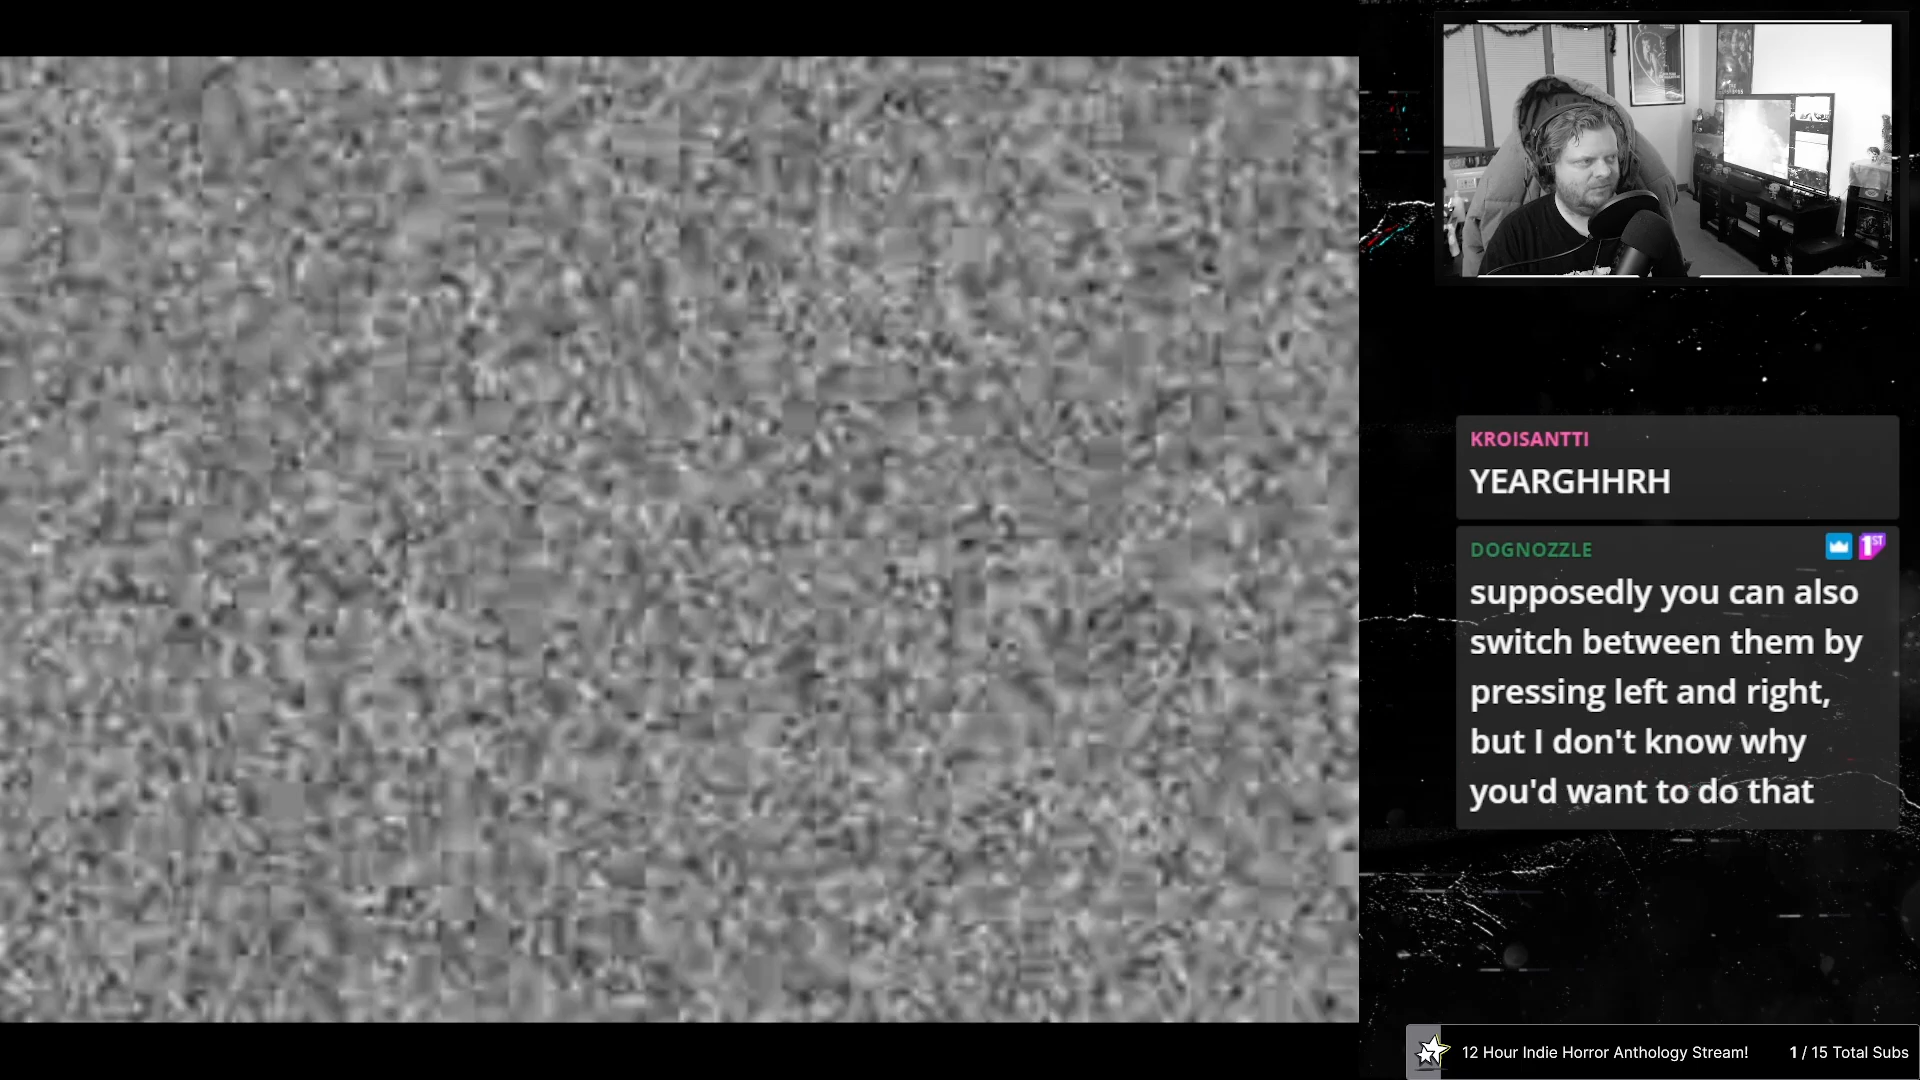 KROISANTTI
YEARGHHRH
DOGNOZZLE
1ST
supposedly you can also
switch between them by
pressing left and right,
but I don't know why
you'd want to do that
12 Hour Indie Horror Anthology Stream! 1 / 15 Total Subs